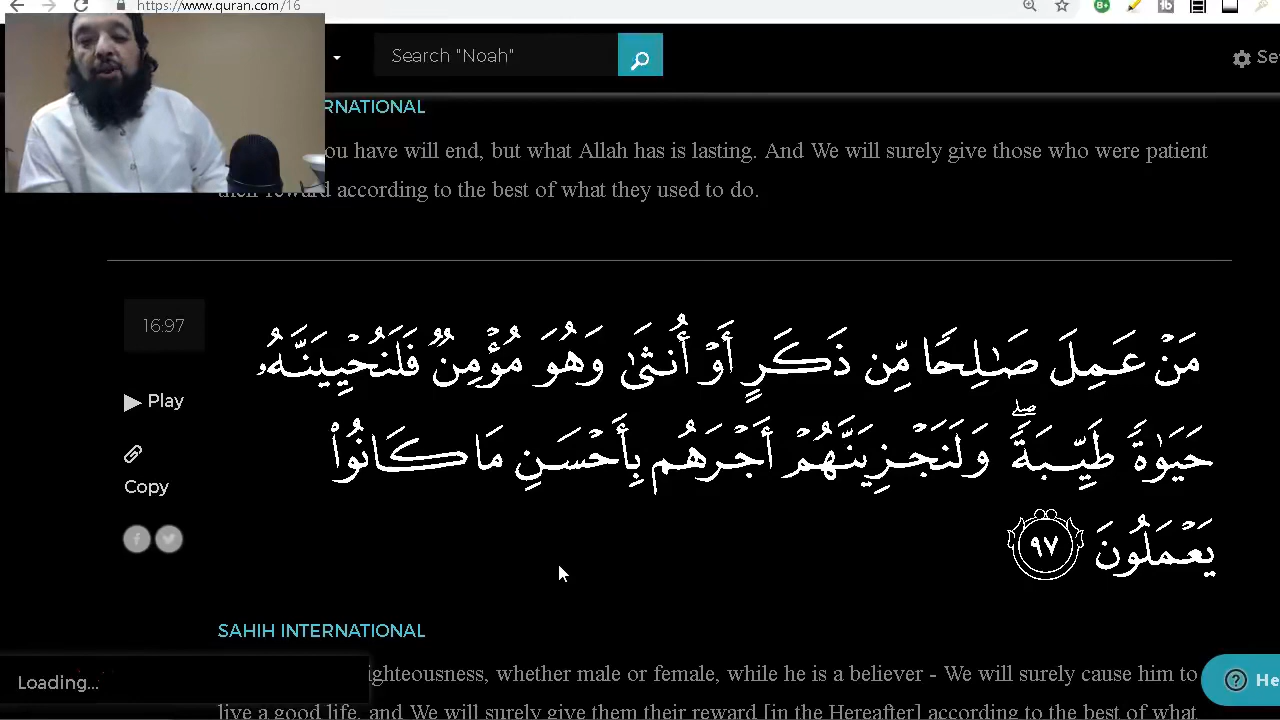 https://www.quran.com/16
Search "Noah"
RNATIONAL
ou have will end, but what Allah has is lasting. And We will surely give those who were patient
their reward according to the best of what they used to do.
16:97
Play
Copy
مَنْ عَمِلَ صَـٰلِحًا مِّن ذَكَرٍ أَوْ أُنثَىٰ وَهُوَ مُؤْمِنٌ فَلَنُحْيِيَنَّهُۥ
حَيَوٰةً طَيِّبَةً ۖ وَلَنَجْزِيَنَّهُمْ أَجْرَهُم بِأَحْسَنِ مَا كَانُوا۟
يَعْمَلُونَ ٩٧
SAHIH INTERNATIONAL
ighteousness, whether male or female, while he is a believer - We will surely cause him to
live a good life, and We will surely give them their reward [in the Hereafter] according to the best of what
Loading...